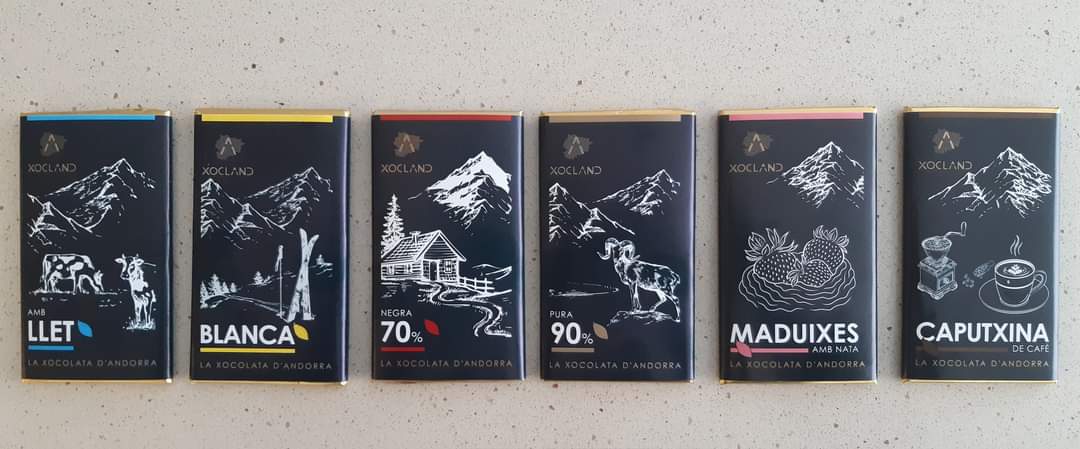 XOCLAND
AMB
LLET
LA XOCOLATA D'ANDORRA
XOCLAND
BLANCA
LA XOCOLATA D'ANDORRA
XOCLAND
NEGRA
70%
LA XOCOLATA D'ANDORRA
XOCLAND
PURA
90%
LA XOCOLATA D'ANDORRA
XOCLAND
MADUIXES
AMB NATA
LA XOCOLATA D'ANDORRA
XOCLAND
CAPUTXINA
DE CAFÉ
LA XOCOLATA D'ANDORRA